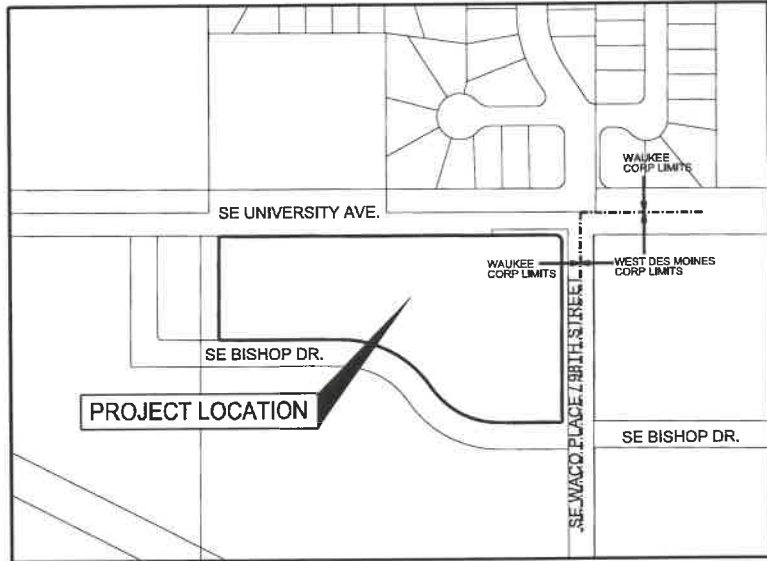 WAUKEE
CORP LIMITS
SE UNIVERSITY AVE.
WAUKEE
CORP LIMITS
WEST DES MOINES
CORP LIMITS
SE BISHOP DR.
PROJECT LOCATION
SE WACO PLACE / 98TH STREET
SE BISHOP DR.